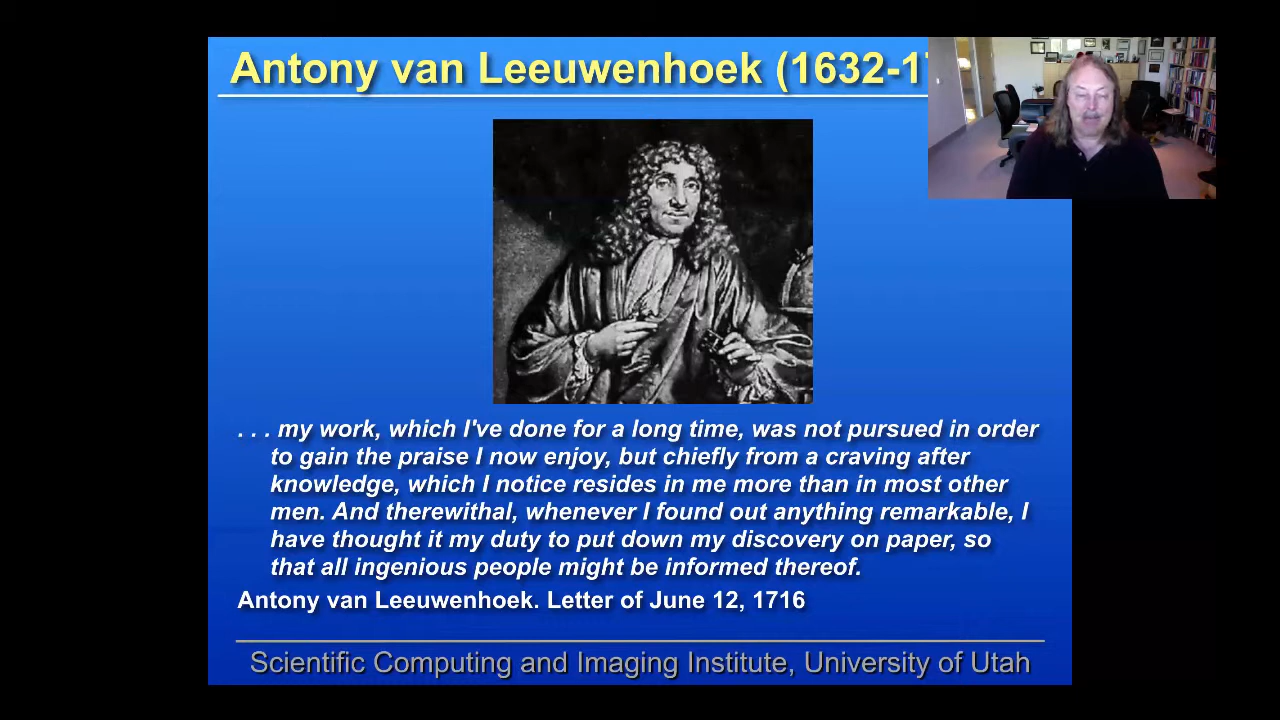 Antony van Leeuwenhoek (1632-1
. . . my work, which I've done for a long time, was not pursued in order
to gain the praise I now enjoy, but chiefly from a craving after
knowledge, which I notice resides in me more than in most other
men. And therewithal, whenever I found out anything remarkable, I
have thought it my duty to put down my discovery on paper, so
that all ingenious people might be informed thereof.
Antony van Leeuwenhoek. Letter of June 12, 1716
Scientific Computing and Imaging Institute, University of Utah